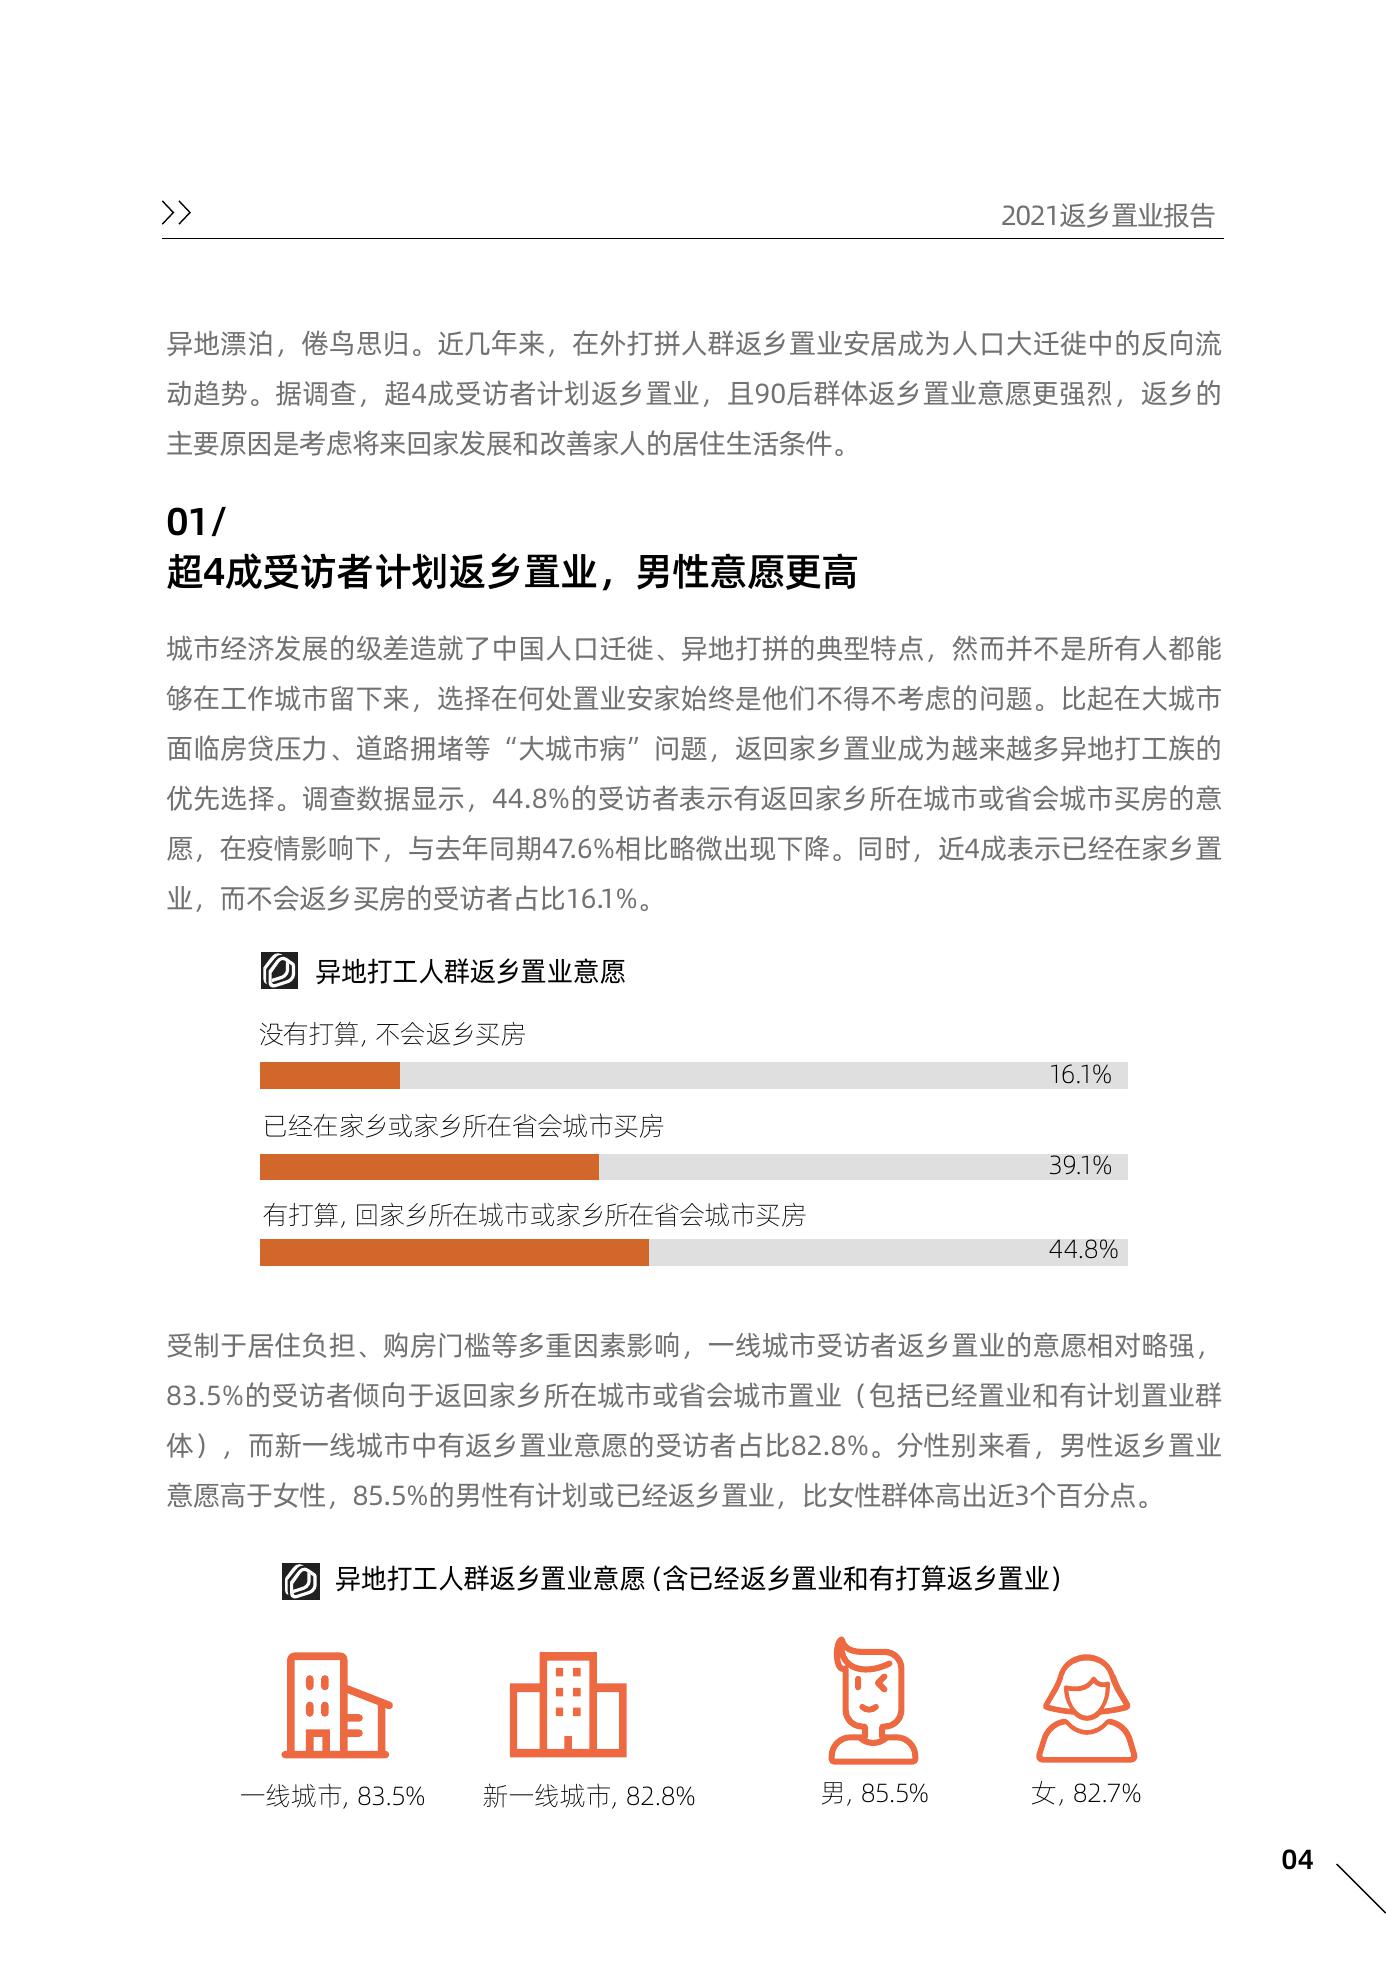 2021返乡置业报告
异地漂泊，倦鸟思归。近几年来，在外打拼人群返乡置业安居成为人口大迁徙中的反向流
动趋势。据调查，超4成受访者计划返乡置业，且90后群体返乡置业意愿更强烈，返乡的
主要原因是考虑将来回家发展和改善家人的居住生活条件。
01/
超4成受访者计划返乡置业，男性意愿更高
城市经济发展的级差造就了中国人口迁徙、异地打拼的典型特点，然而并不是所有人都能
够在工作城市留下来，选择在何处置业安家始终是他们不得不考虑的问题。比起在大城市
面临房贷压力、道路拥堵等“大城市病”问题，返回家乡置业成为越来越多异地打工族的
优先选择。调查数据显示，44.8%的受访者表示有返回家乡所在城市或省会城市买房的意
愿，在疫情影响下，与去年同期47.6%相比略微出现下降。同时，近4成表示已经在家乡置
业，而不会返乡买房的受访者占比16.1%。
异地打工人群返乡置业意愿
没有打算, 不会返乡买房
16.1%
已经在家乡或家乡所在省会城市买房
39.1%
有打算, 回家乡所在城市或家乡所在省会城市买房
44.8%
受制于居住负担、购房门槛等多重因素影响，一线城市受访者返乡置业的意愿相对略强，
83.5%的受访者倾向于返回家乡所在城市或省会城市置业（包括已经置业和有计划置业群
体），而新一线城市中有返乡置业意愿的受访者占比82.8%。分性别来看，男性返乡置业
意愿高于女性，85.5%的男性有计划或已经返乡置业，比女性群体高出近3个百分点。
异地打工人群返乡置业意愿 (含已经返乡置业和有打算返乡置业)
一线城市, 83.5%
新一线城市, 82.8%
男, 85.5%
女, 82.7%
04